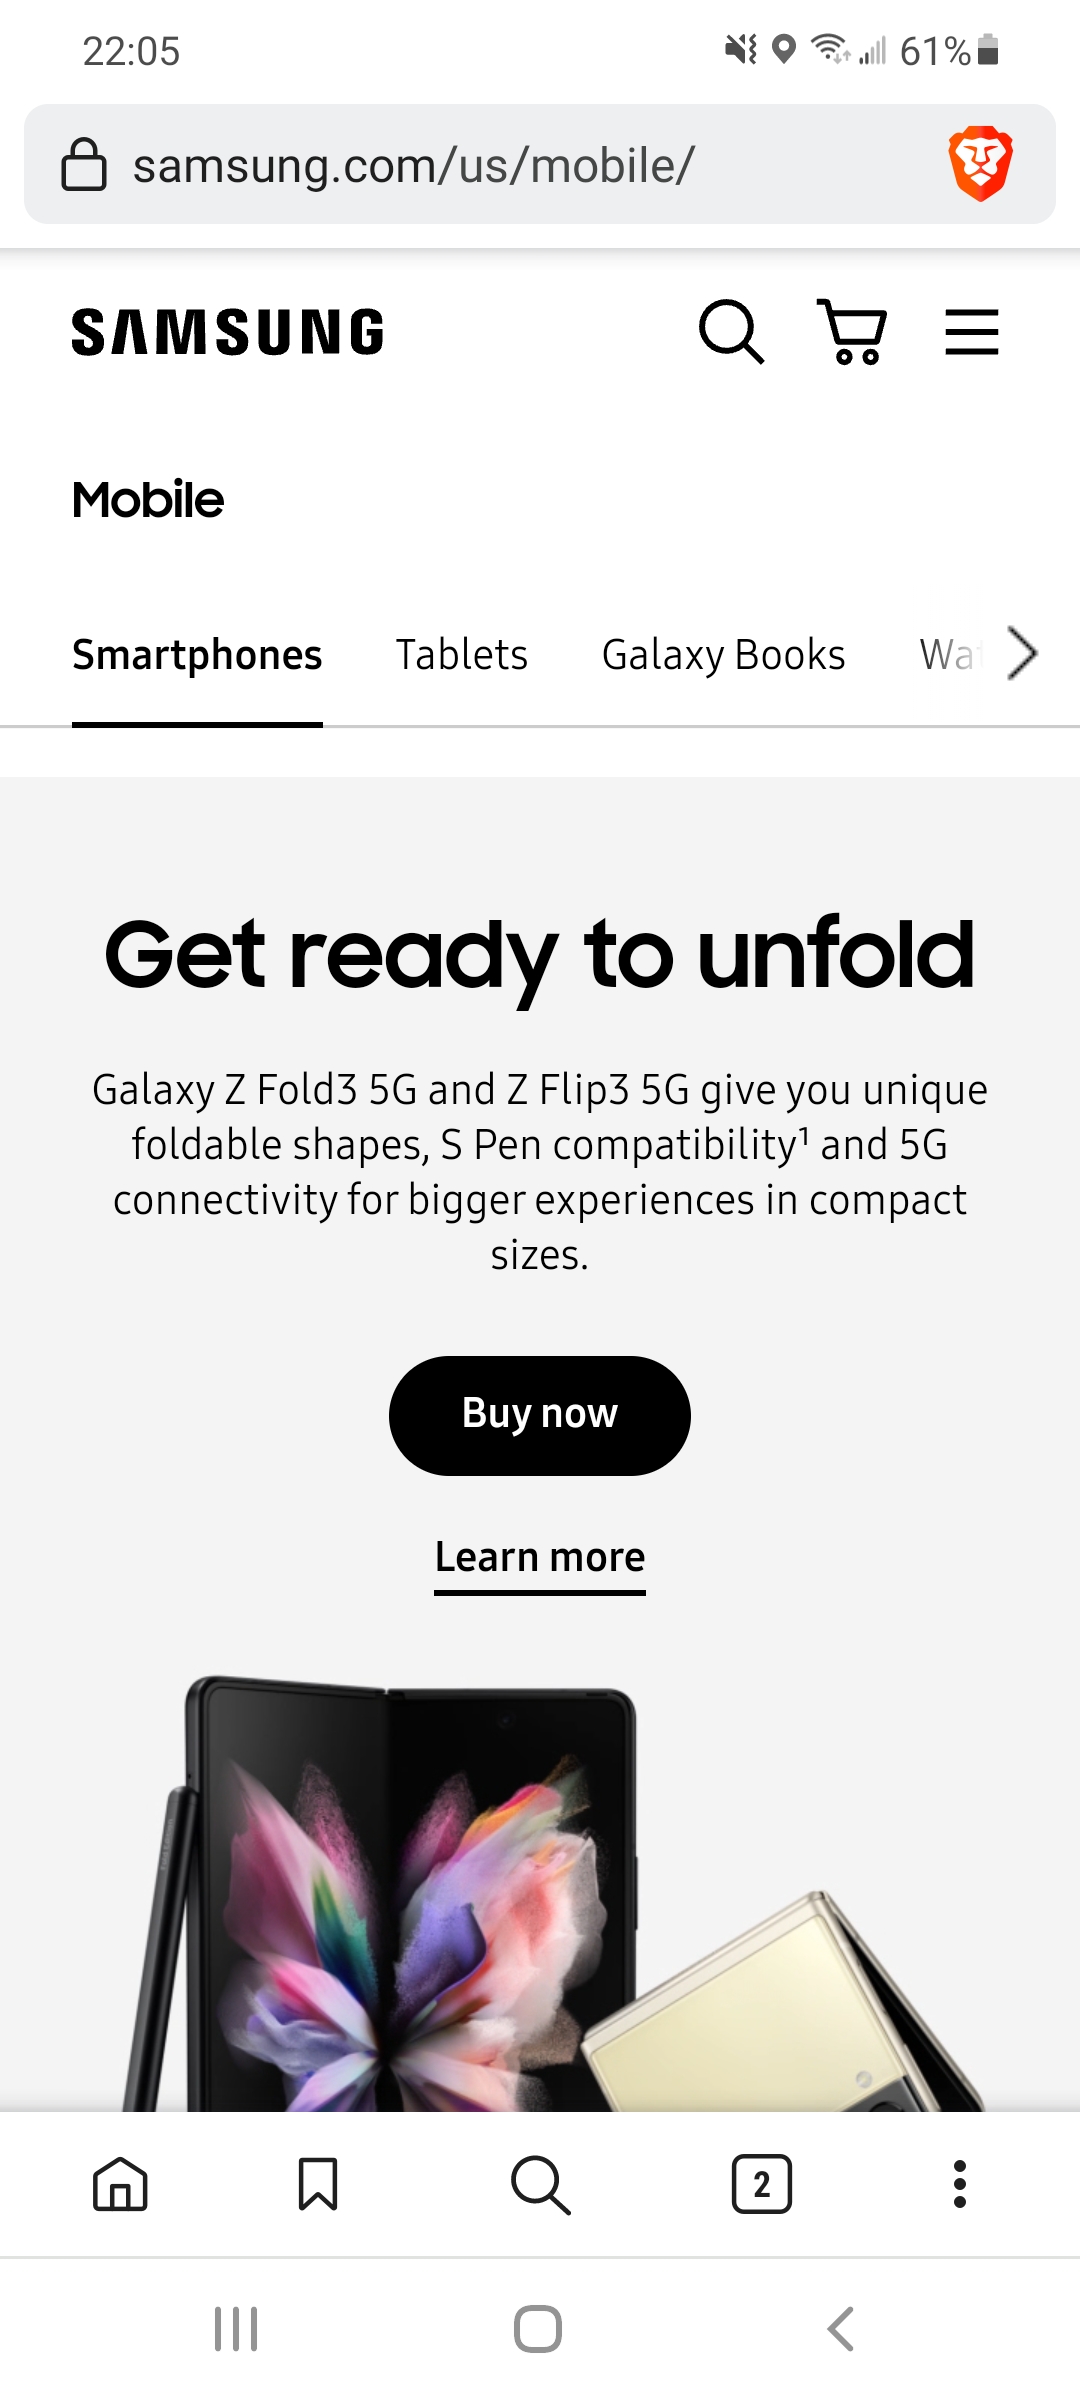 22:05
61%
samsung.com/us/mobile/
SAMSUNG
Mobile
Smartphones Tablets Galaxy Books
Get ready to unfold
Galaxy Z Fold3 5G and Z Flip3 5G give you unique
foldable shapes, S Pen compatibility¹ and 5G
connectivity for bigger experiences in compact
sizes.
Buy now
Learn more
2